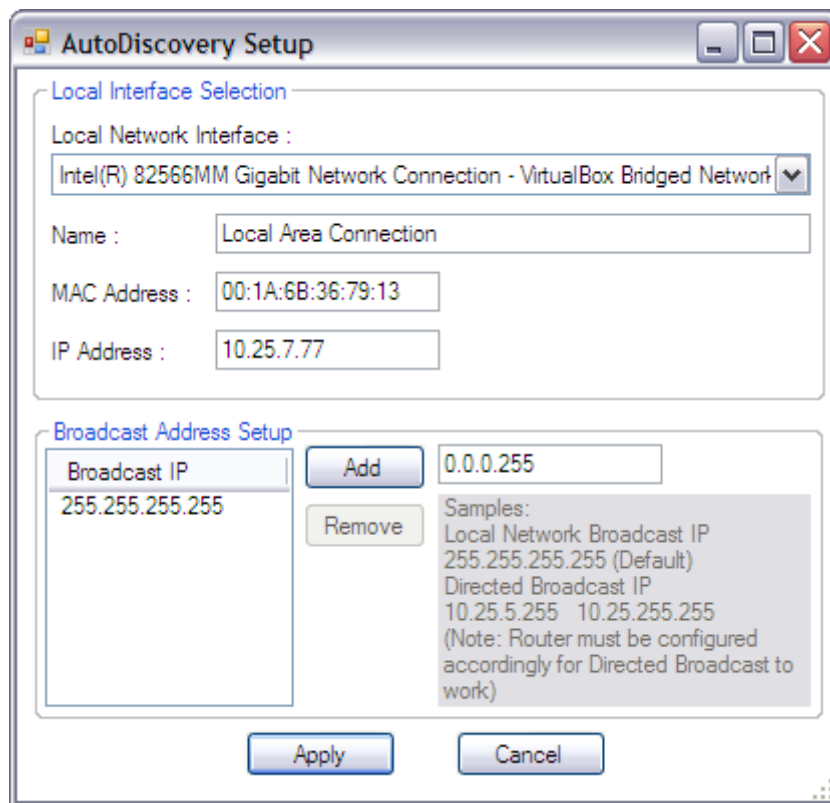 AutoDiscovery Setup
Local Interface Selection
Local Network Interface :
Intel(R) 82566MM Gigabit Network Connection - VirtualBox Bridged Network
Name :
Local Area Connection
MAC Address :
00:1A:6B:36:79:13
IP Address :
10.25.7.77
Broadcast Address Setup
Broadcast IP
255.255.255.255
Add
0.0.0.255
Remove
Samples:
Local Network Broadcast IP
255.255.255.255 (Default)
Directed Broadcast IP
10.25.5.255 10.25.255.255
(Note: Router must be configured
accordingly for Directed Broadcast to
work)
Apply
Cancel